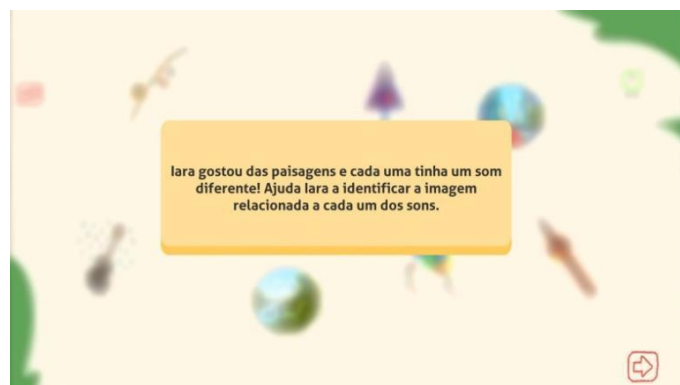 Iara gostou das paisagens e cada uma tinha um som
diferente! Ajuda Iara a identificar a imagem
relacionada a cada um dos sons.